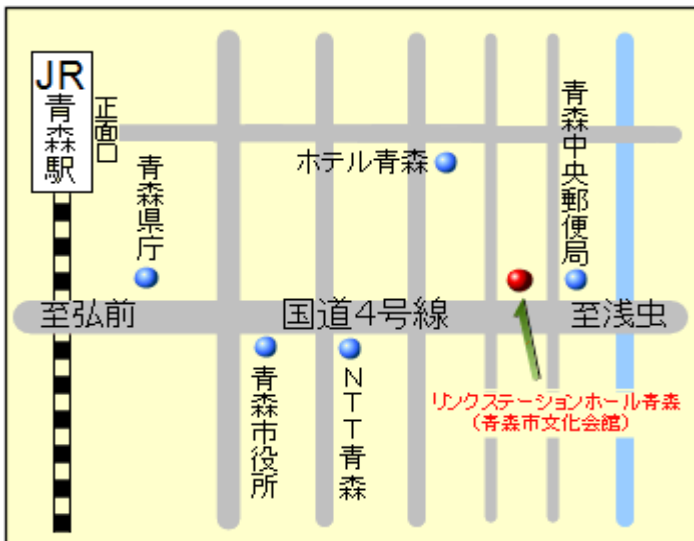 JR
青森駅
正面口
青森県庁
ホテル青森
青森中央郵便局
至弘前
国道4号線
至浅虫
青森市役所
NTT青森
リンクステーションホール青森
(青森市文化会館)